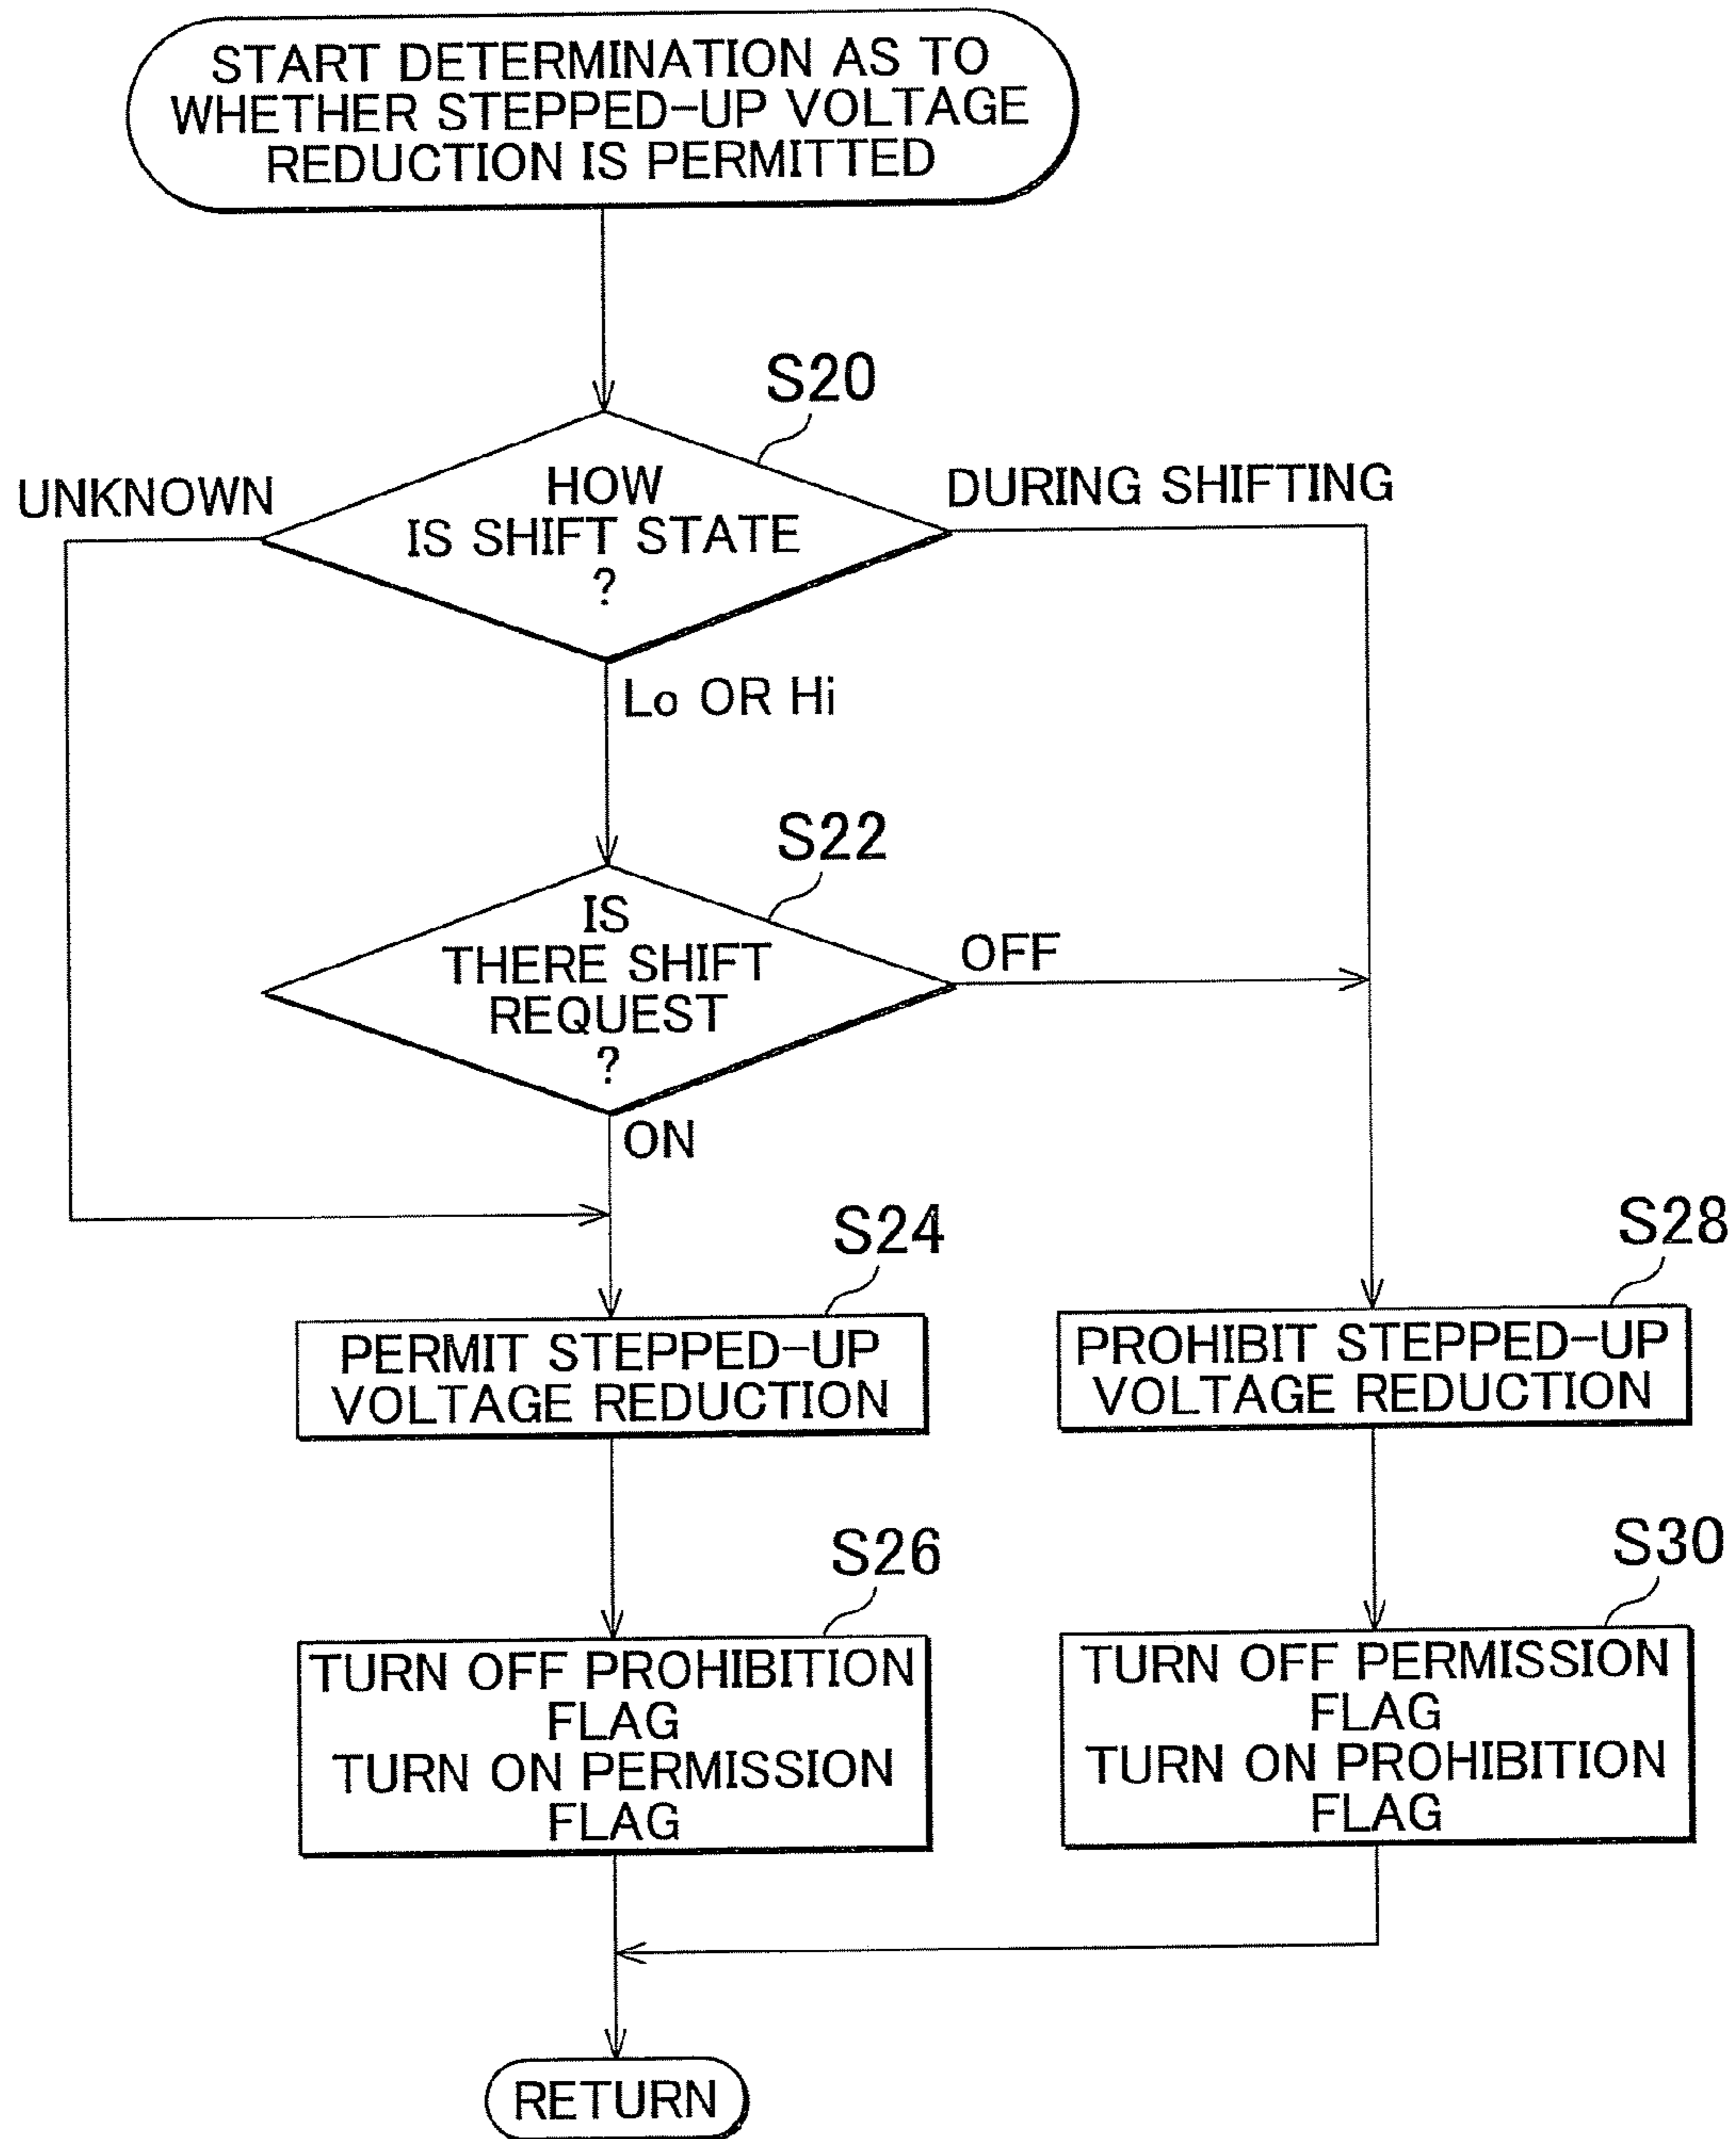 START DETERMINATION AS TO
WHETHER STEPPED-UP VOLTAGE
REDUCTION IS PERMITTED
S20
UNKNOWN
HOW
IS SHIFT STATE
?
DURING SHIFTING
Lo OR Hi
S22
IS
THERE SHIFT
REQUEST
?
OFF
ON
S24
PERMIT STEPPED-UP
VOLTAGE REDUCTION
S28
PROHIBIT STEPPED-UP
VOLTAGE REDUCTION
S26
TURN OFF PROHIBITION
FLAG
TURN ON PERMISSION
FLAG
S30
TURN OFF PERMISSION
FLAG
TURN ON PROHIBITION
FLAG
RETURN